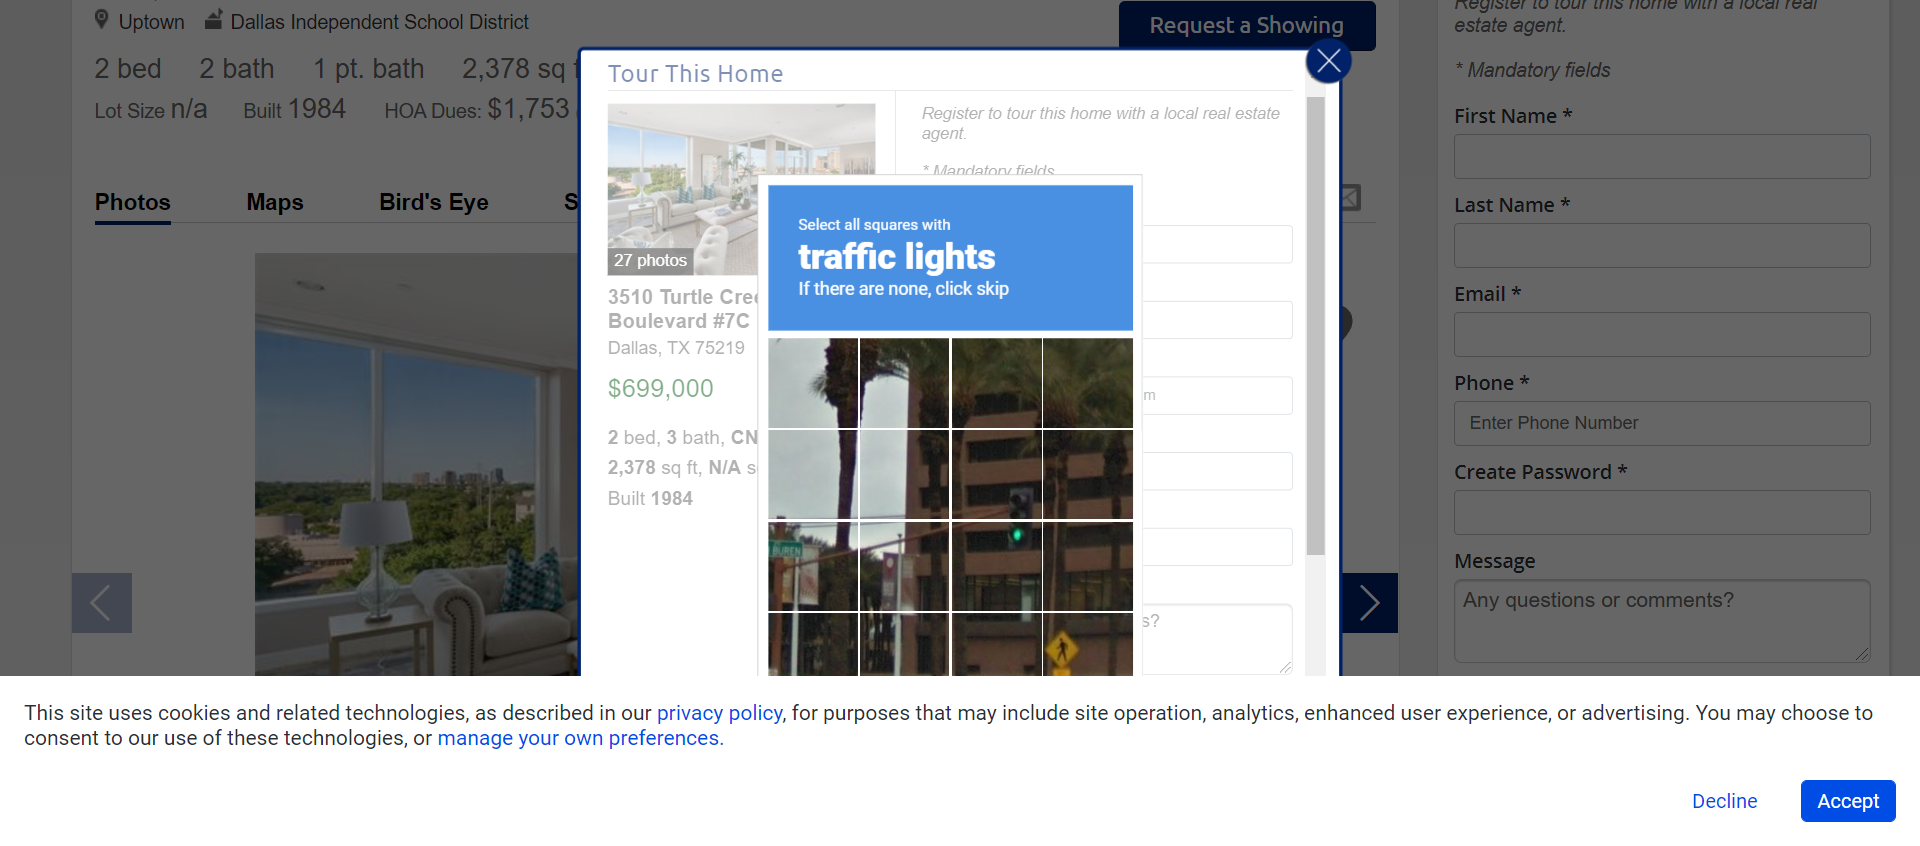 Uptown
Dallas Independent School District
Request a Showing
2 bed 2 bath 1 pt. bath 2,378 sq
Lot Size n/a Built 1984 HOA Dues: $1,753
Photos Maps Bird's Eye S
Tour This Home
27 photos
3510 Turtle Cree
Boulevard #7C
Dallas, TX 75219
$699,000
2 bed, 3 bath, CN
2,378 sq ft, N/A s
Built 1984
Register to tour this home with a local real estate
agent.
* Mandatory fields
m
s?
Select all squares with
traffic lights
If there are none, click skip
BUREN
Register to tour this home with a local real
estate agent.
* Mandatory fields
First Name *
Last Name *
Email *
Phone *
Enter Phone Number
Create Password *
Message
Any questions or comments?
This site uses cookies and related technologies, as described in our privacy policy, for purposes that may include site operation, analytics, enhanced user experience, or advertising. You may choose to
consent to our use of these technologies, or manage your own preferences.
Decline
Accept